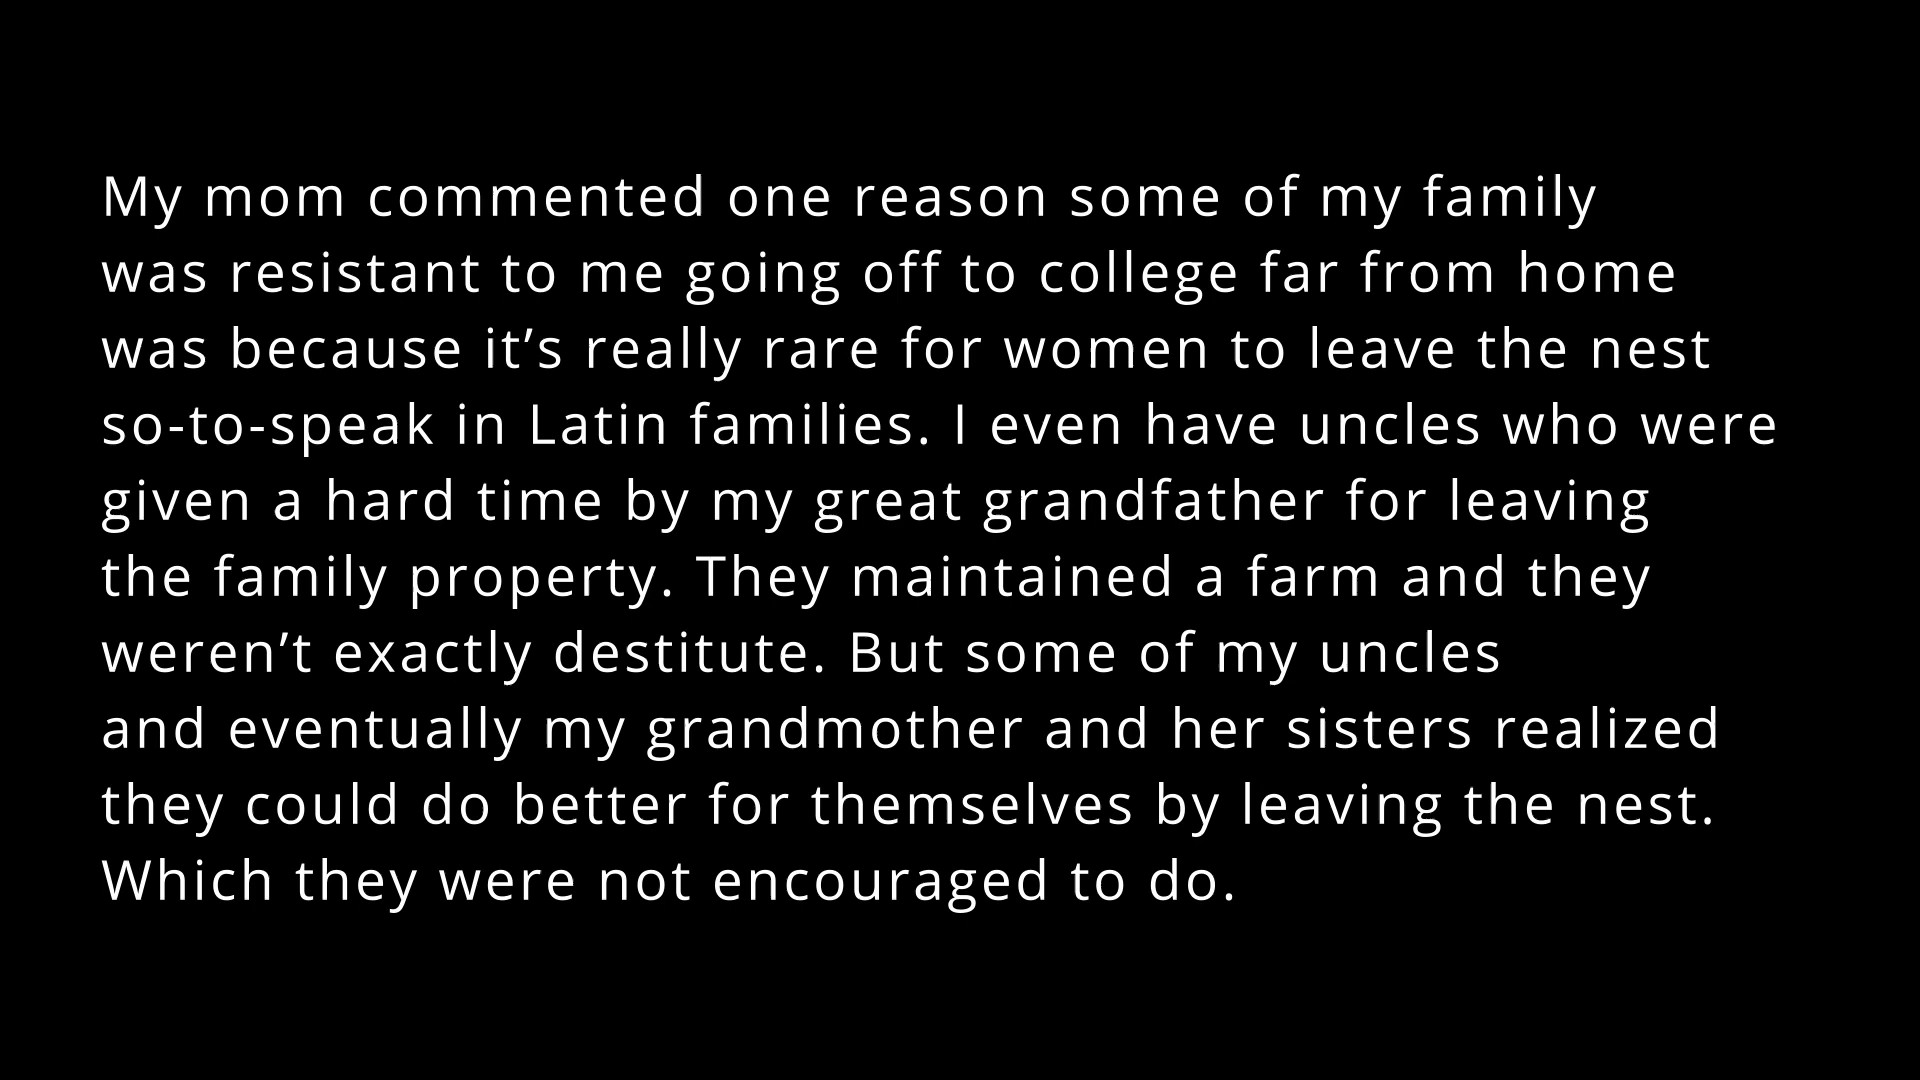 My mom commented one reason some of my family
was resistant to me going off to college far from home
was because it’s really rare for women to leave the nest
so-to-speak in Latin families. I even have uncles who were
given a hard time by my great grandfather for leaving
the family property. They maintained a farm and they
weren’t exactly destitute. But some of my uncles
and eventually my grandmother and her sisters realized
they could do better for themselves by leaving the nest.
Which they were not encouraged to do.